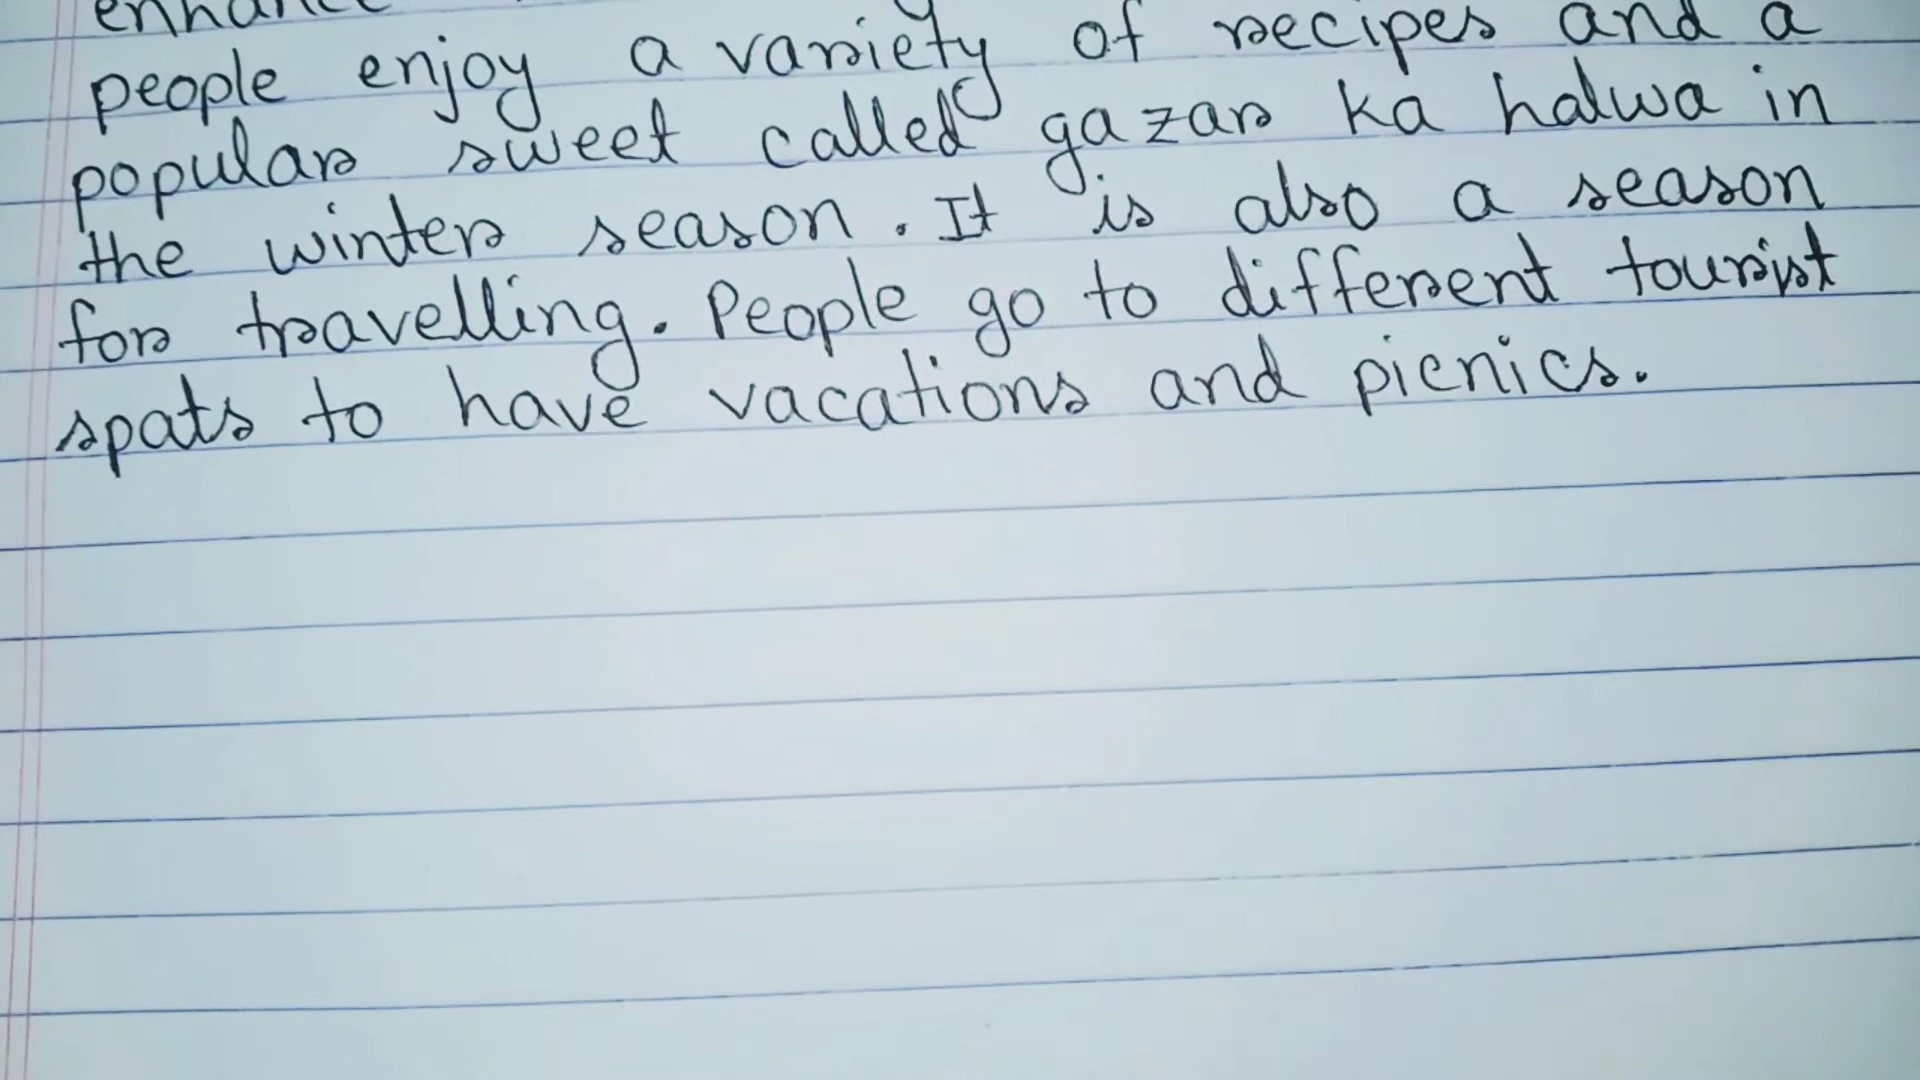 enhance
people enjoy a variety of recipes and a
popular sweet called gazar ka halwa in
the winter season. It is also a season
for travelling. People go to different tourist
spats to have vacations and picnics.